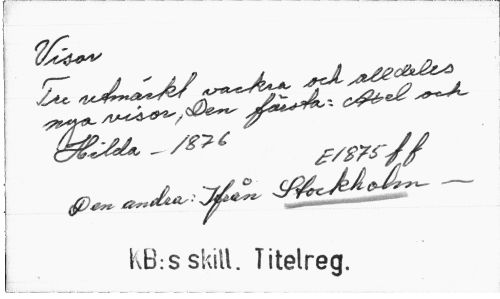 Visor
Tre utmärkt vackra och alldeles
nya visor, Den första: Axel och
Hilda – 1876
E1875 ff
Den andra: Ifrån Stockholm –
KB:s skill. Titelreg.